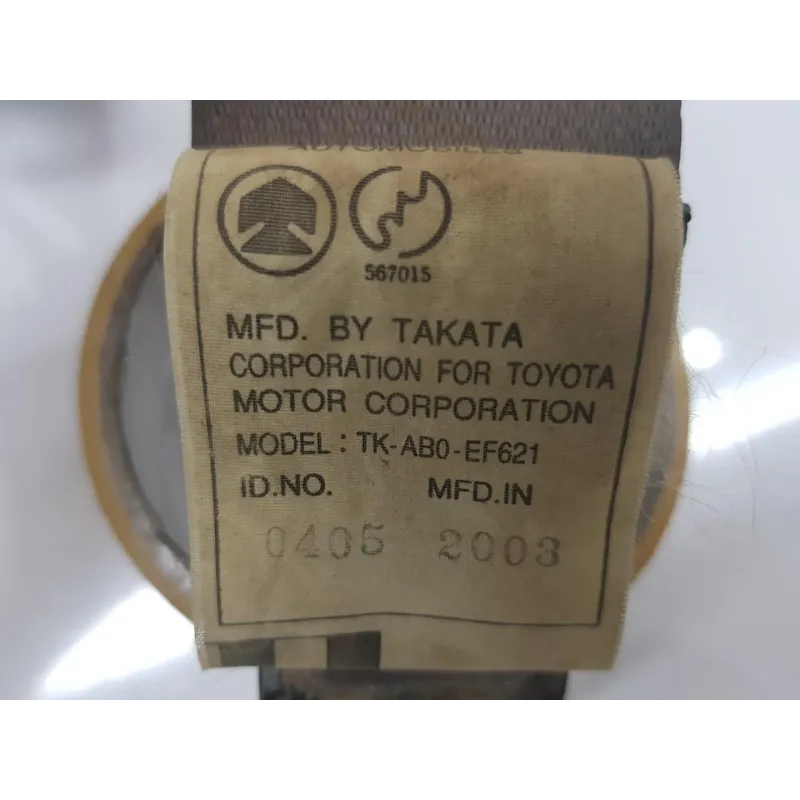 567015
MFD. BY TAKATA
CORPORATION FOR TOYOTA
MOTOR CORPORATION
MODEL : TK-AB0-EF621
ID.NO. MFD.IN
0405 2003